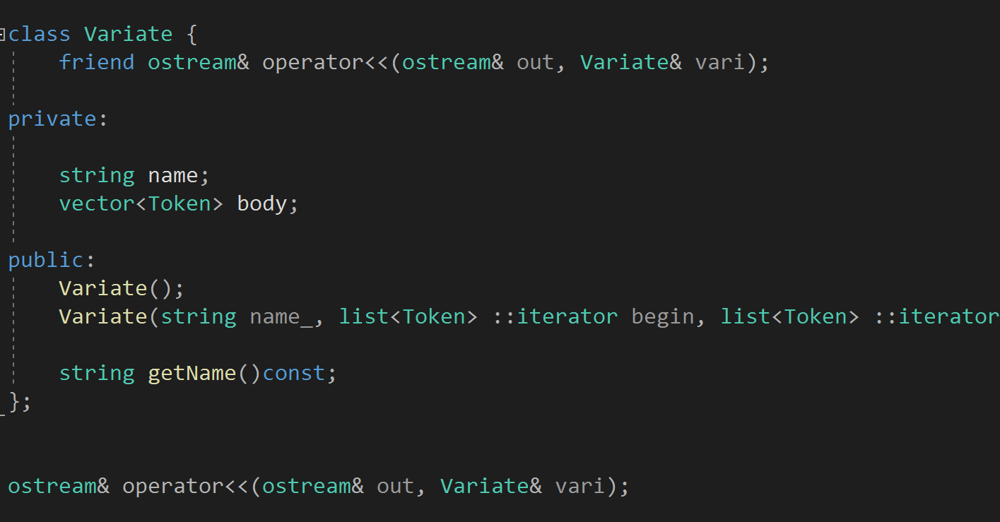 class Variate {
    friend ostream& operator<<(ostream& out, Variate& vari);
private:
    string name;
    vector<Token> body;
public:
    Variate();
    Variate(string name_, list<Token> ::iterator begin, list<Token> ::iterator
    string getName()const;
};
ostream& operator<<(ostream& out, Variate& vari);